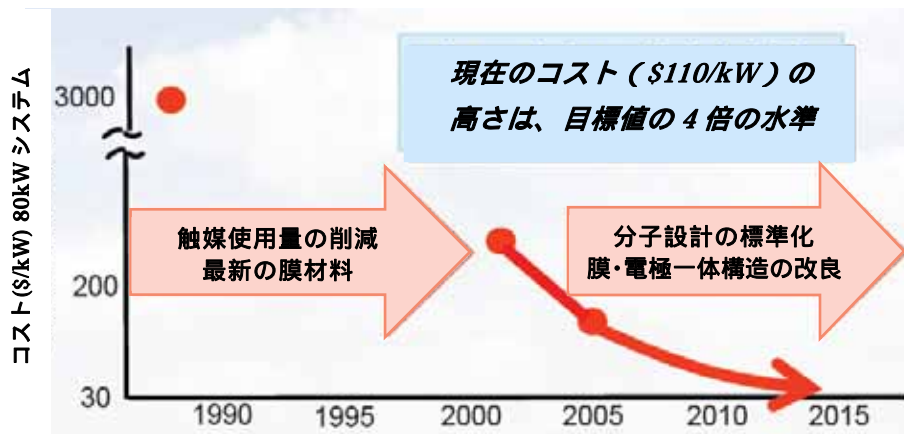 コスト($/kW) 80kW システム
3000
200
30
現在のコスト（$110/kW）の
高さは、目標値の 4 倍の水準
触媒使用量の削減
最新の膜材料
分子設計の標準化
膜･電極一体構造の改良
1990 1995 2000 2005 2010 2015